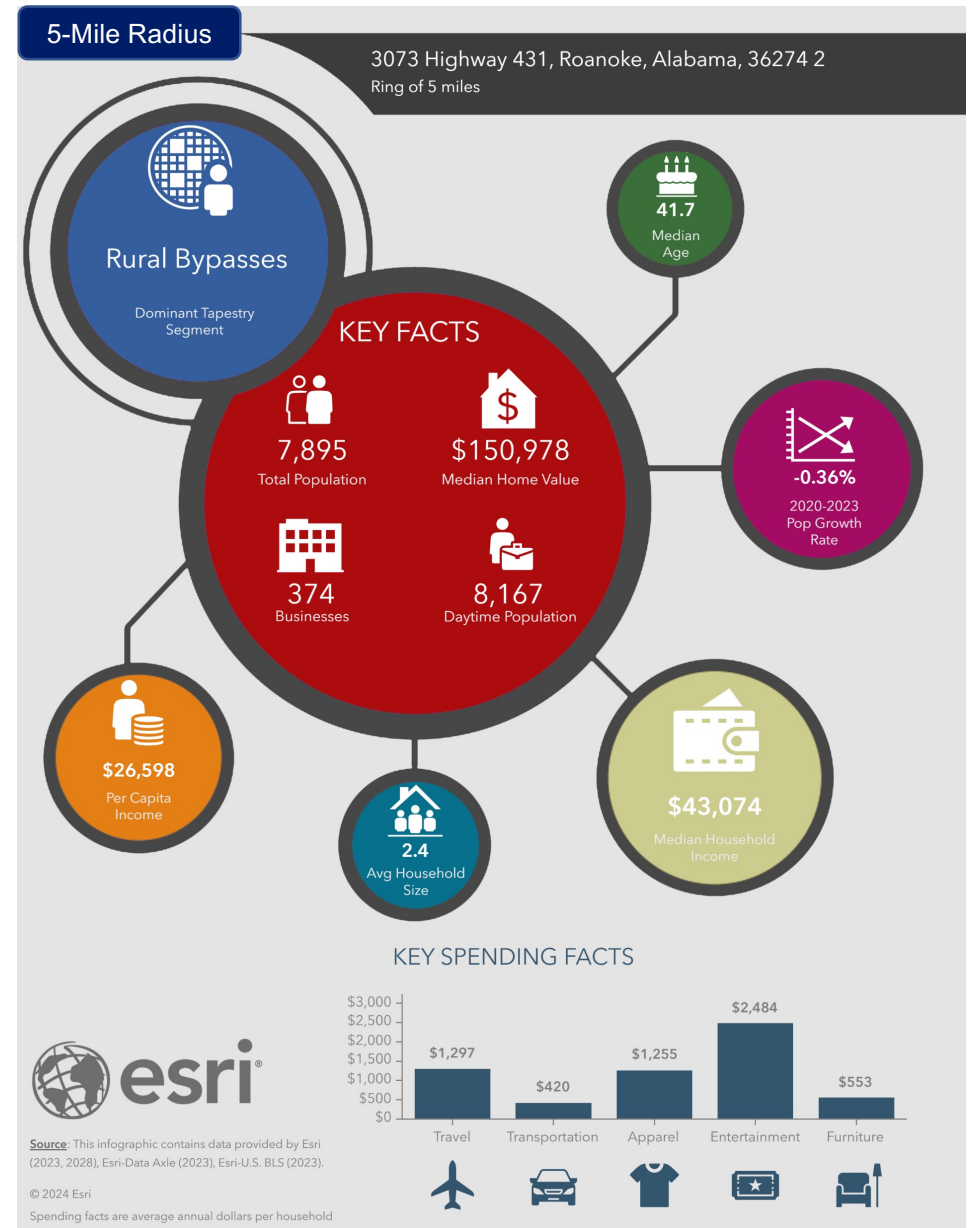 5-Mile Radius
3073 Highway 431, Roanoke, Alabama, 36274 2
Ring of 5 miles
Rural Bypasses
Dominant Tapestry
Segment
41.7
Median
Age
KEY FACTS
$
7,895
Total Population
$150,978
Median Home Value
374
Businesses
8,167
Daytime Population
-0.36%
2020-2023
Pop Growth
Rate
$26,598
Per Capita
Income
2.4
Avg Household
Size
$43,074
Median Household
Income
KEY SPENDING FACTS
$3,000
$2,500
$2,000
$1,500
$1,000
$500
$0
$1,297
$420
$1,255
$2,484
$553
Travel
Transportation
Apparel
Entertainment
Furniture
esri®
Source: This infographic contains data provided by Esri
(2023, 2028), Esri-Data Axle (2023), Esri-U.S. BLS (2023).
© 2024 Esri
Spending facts are average annual dollars per household